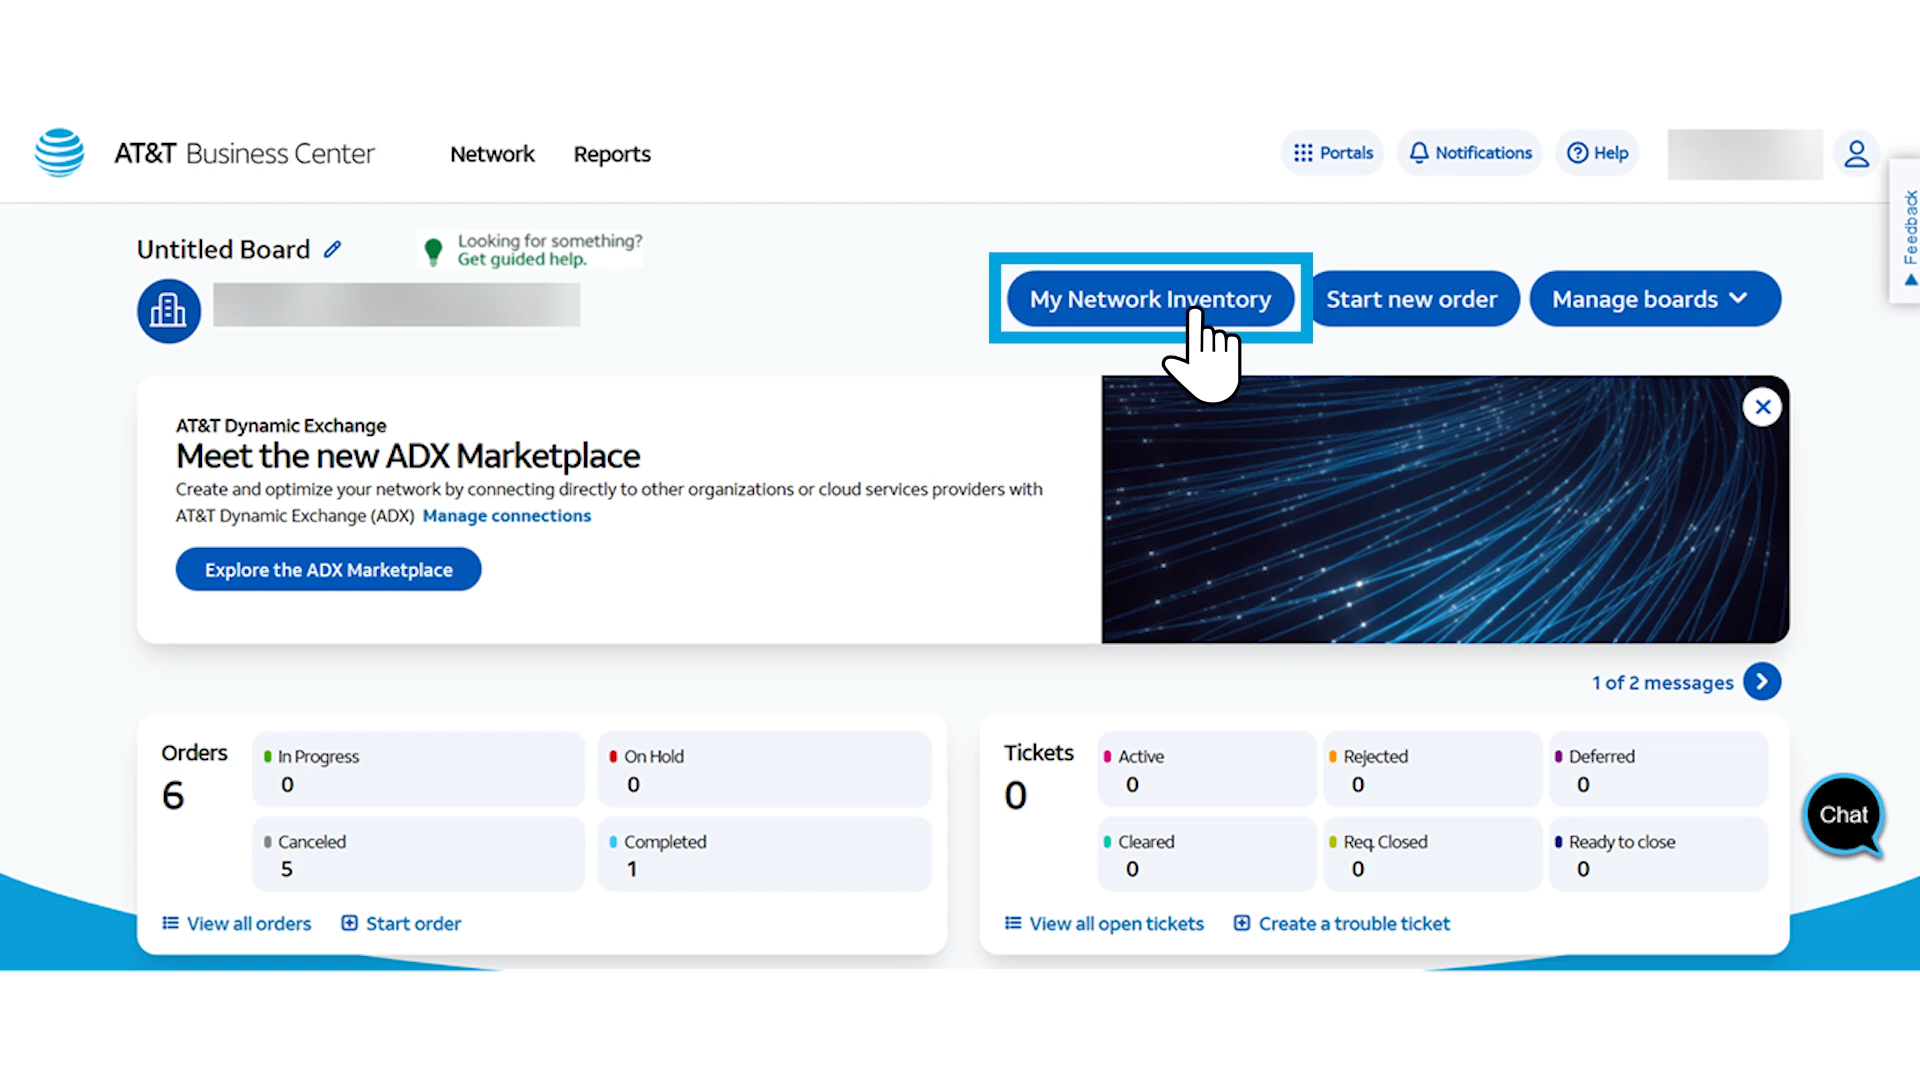 AT&T Business Center
Network
Reports
Portals
Notifications
Help
Feedback
Untitled Board
Looking for something?
Get guided help.
My Network Inventory
Start new order
Manage boards
AT&T Dynamic Exchange
Meet the new ADX Marketplace
Create and optimize your network by connecting directly to other organizations or cloud services providers with
AT&T Dynamic Exchange (ADX) Manage connections
Explore the ADX Marketplace
1 of 2 messages
Orders
6
In Progress
0
On Hold
0
Canceled
5
Completed
1
View all orders
Start order
Tickets
0
Active
0
Rejected
0
Deferred
0
Cleared
0
Req. Closed
0
Ready to close
0
View all open tickets
Create a trouble ticket
Chat